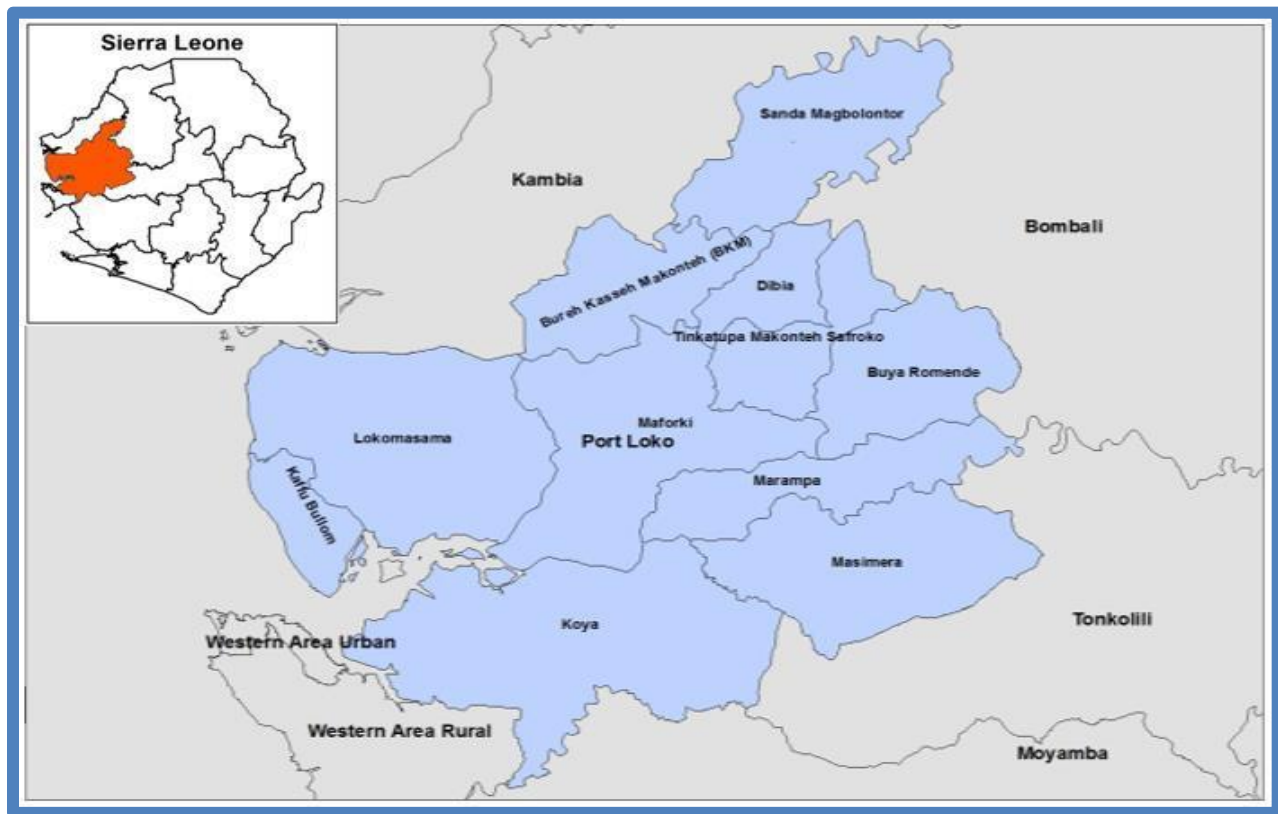 Sierra Leone
Sanda Magbolontor
Kambia
Bombali
Bureh Kasseh Makonteh (BKM)
Dibia
Tinkatupa Makonteh Safroko
Buya Romende
Maforki
Lokomasama
Port Loko
Kaffu Bullom
Marampa
Masimera
Koya
Tonkolili
Western Area Urban
Western Area Rural
Moyamba